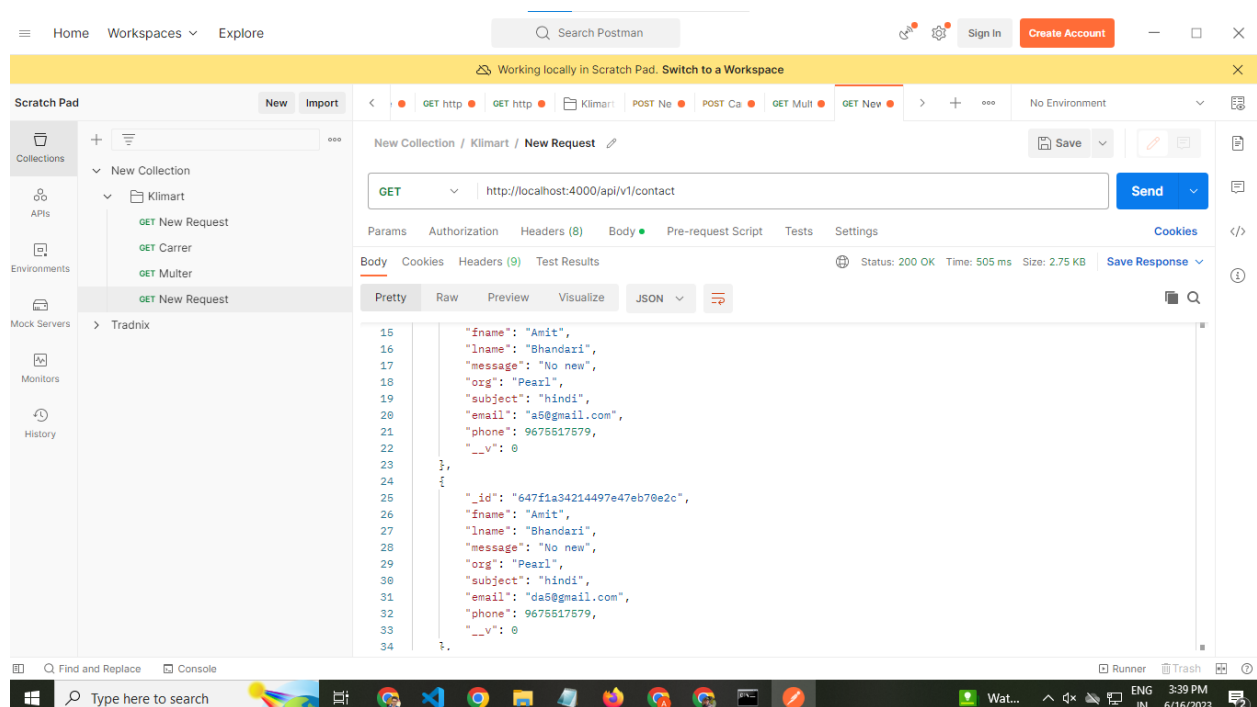 Home Workspaces Explore Search Postman Sign In Create Account
Working locally in Scratch Pad. Switch to a Workspace
Scratch Pad New Import GET http GET http Klimart POST Ne POST Ca GET Mult GET New No Environment
Collections
APIs
Environments
Mock Servers
Monitors
History
New Collection
Klimart
GET New Request
GET Carrer
GET Multer
GET New Request
Tradnix
New Collection / Klimart / New Request Save
GET http://localhost:4000/api/v1/contact Send
Params Authorization Headers (8) Body Pre-request Script Tests Settings Cookies
Body Cookies Headers (9) Test Results Status: 200 OK Time: 505 ms Size: 2.75 KB Save Response
Pretty Raw Preview Visualize JSON
15 "fname": "Amit",
16 "lname": "Bhandari",
17 "message": "No new",
18 "org": "Pearl",
19 "subject": "hindi",
20 "email": "a5@gmail.com",
21 "phone": 9675517579,
22 "__v": 0
23 },
24 {
25 "_id": "647f1a34214497e47eb70e2c",
26 "fname": "Amit",
27 "lname": "Bhandari",
28 "message": "No new",
29 "org": "Pearl",
30 "subject": "hindi",
31 "email": "da5@gmail.com",
32 "phone": 9675517579,
33 "__v": 0
34 },
Find and Replace Console Runner Trash
Type here to search Wat... ENG 3:39 PM
IN 6/16/2023